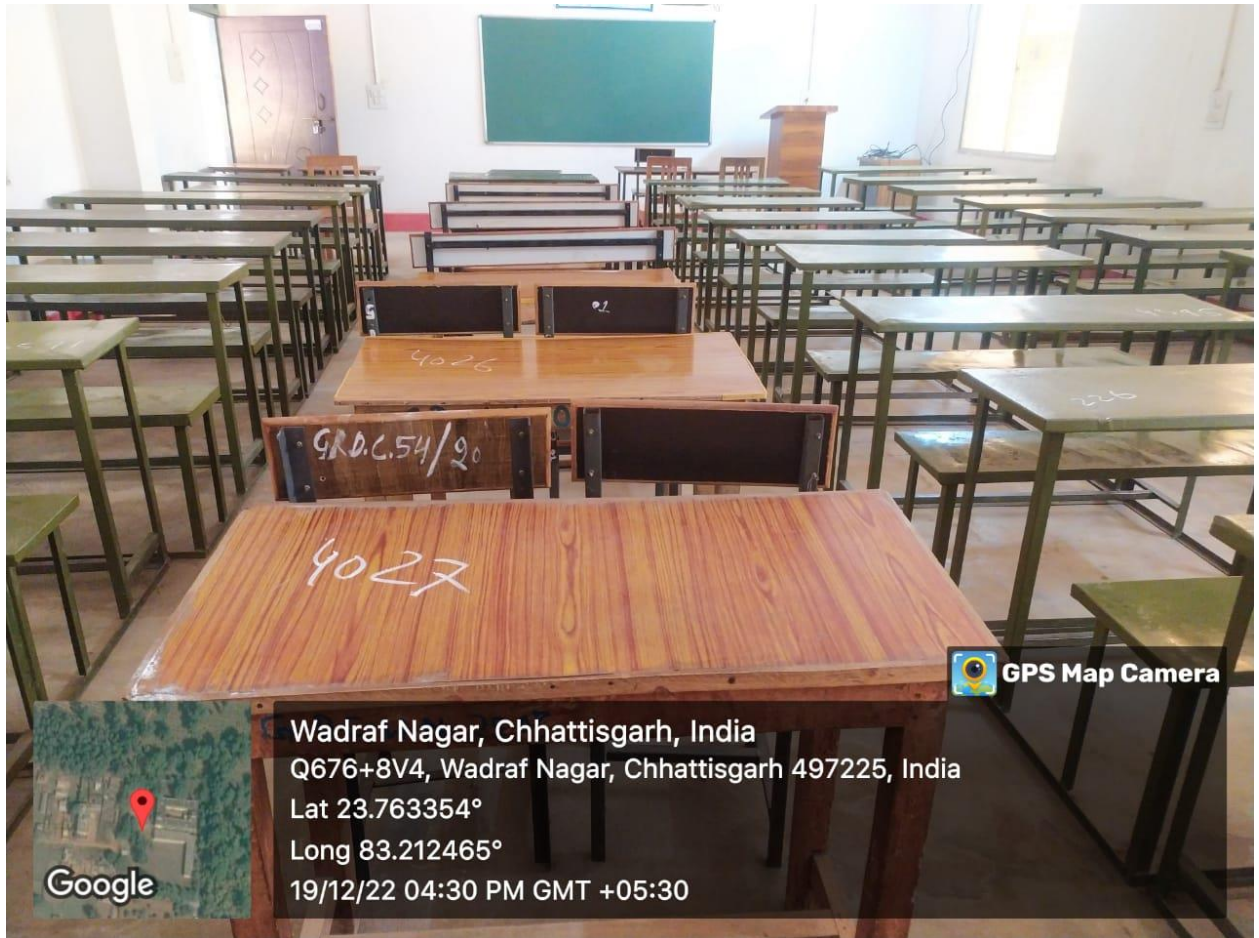 4026
GRD.C.54/20
4027
226
GPS Map Camera
Wadraf Nagar, Chhattisgarh, India
Q676+8V4, Wadraf Nagar, Chhattisgarh 497225, India
Lat 23.763354°
Long 83.212465°
19/12/22 04:30 PM GMT +05:30
Google